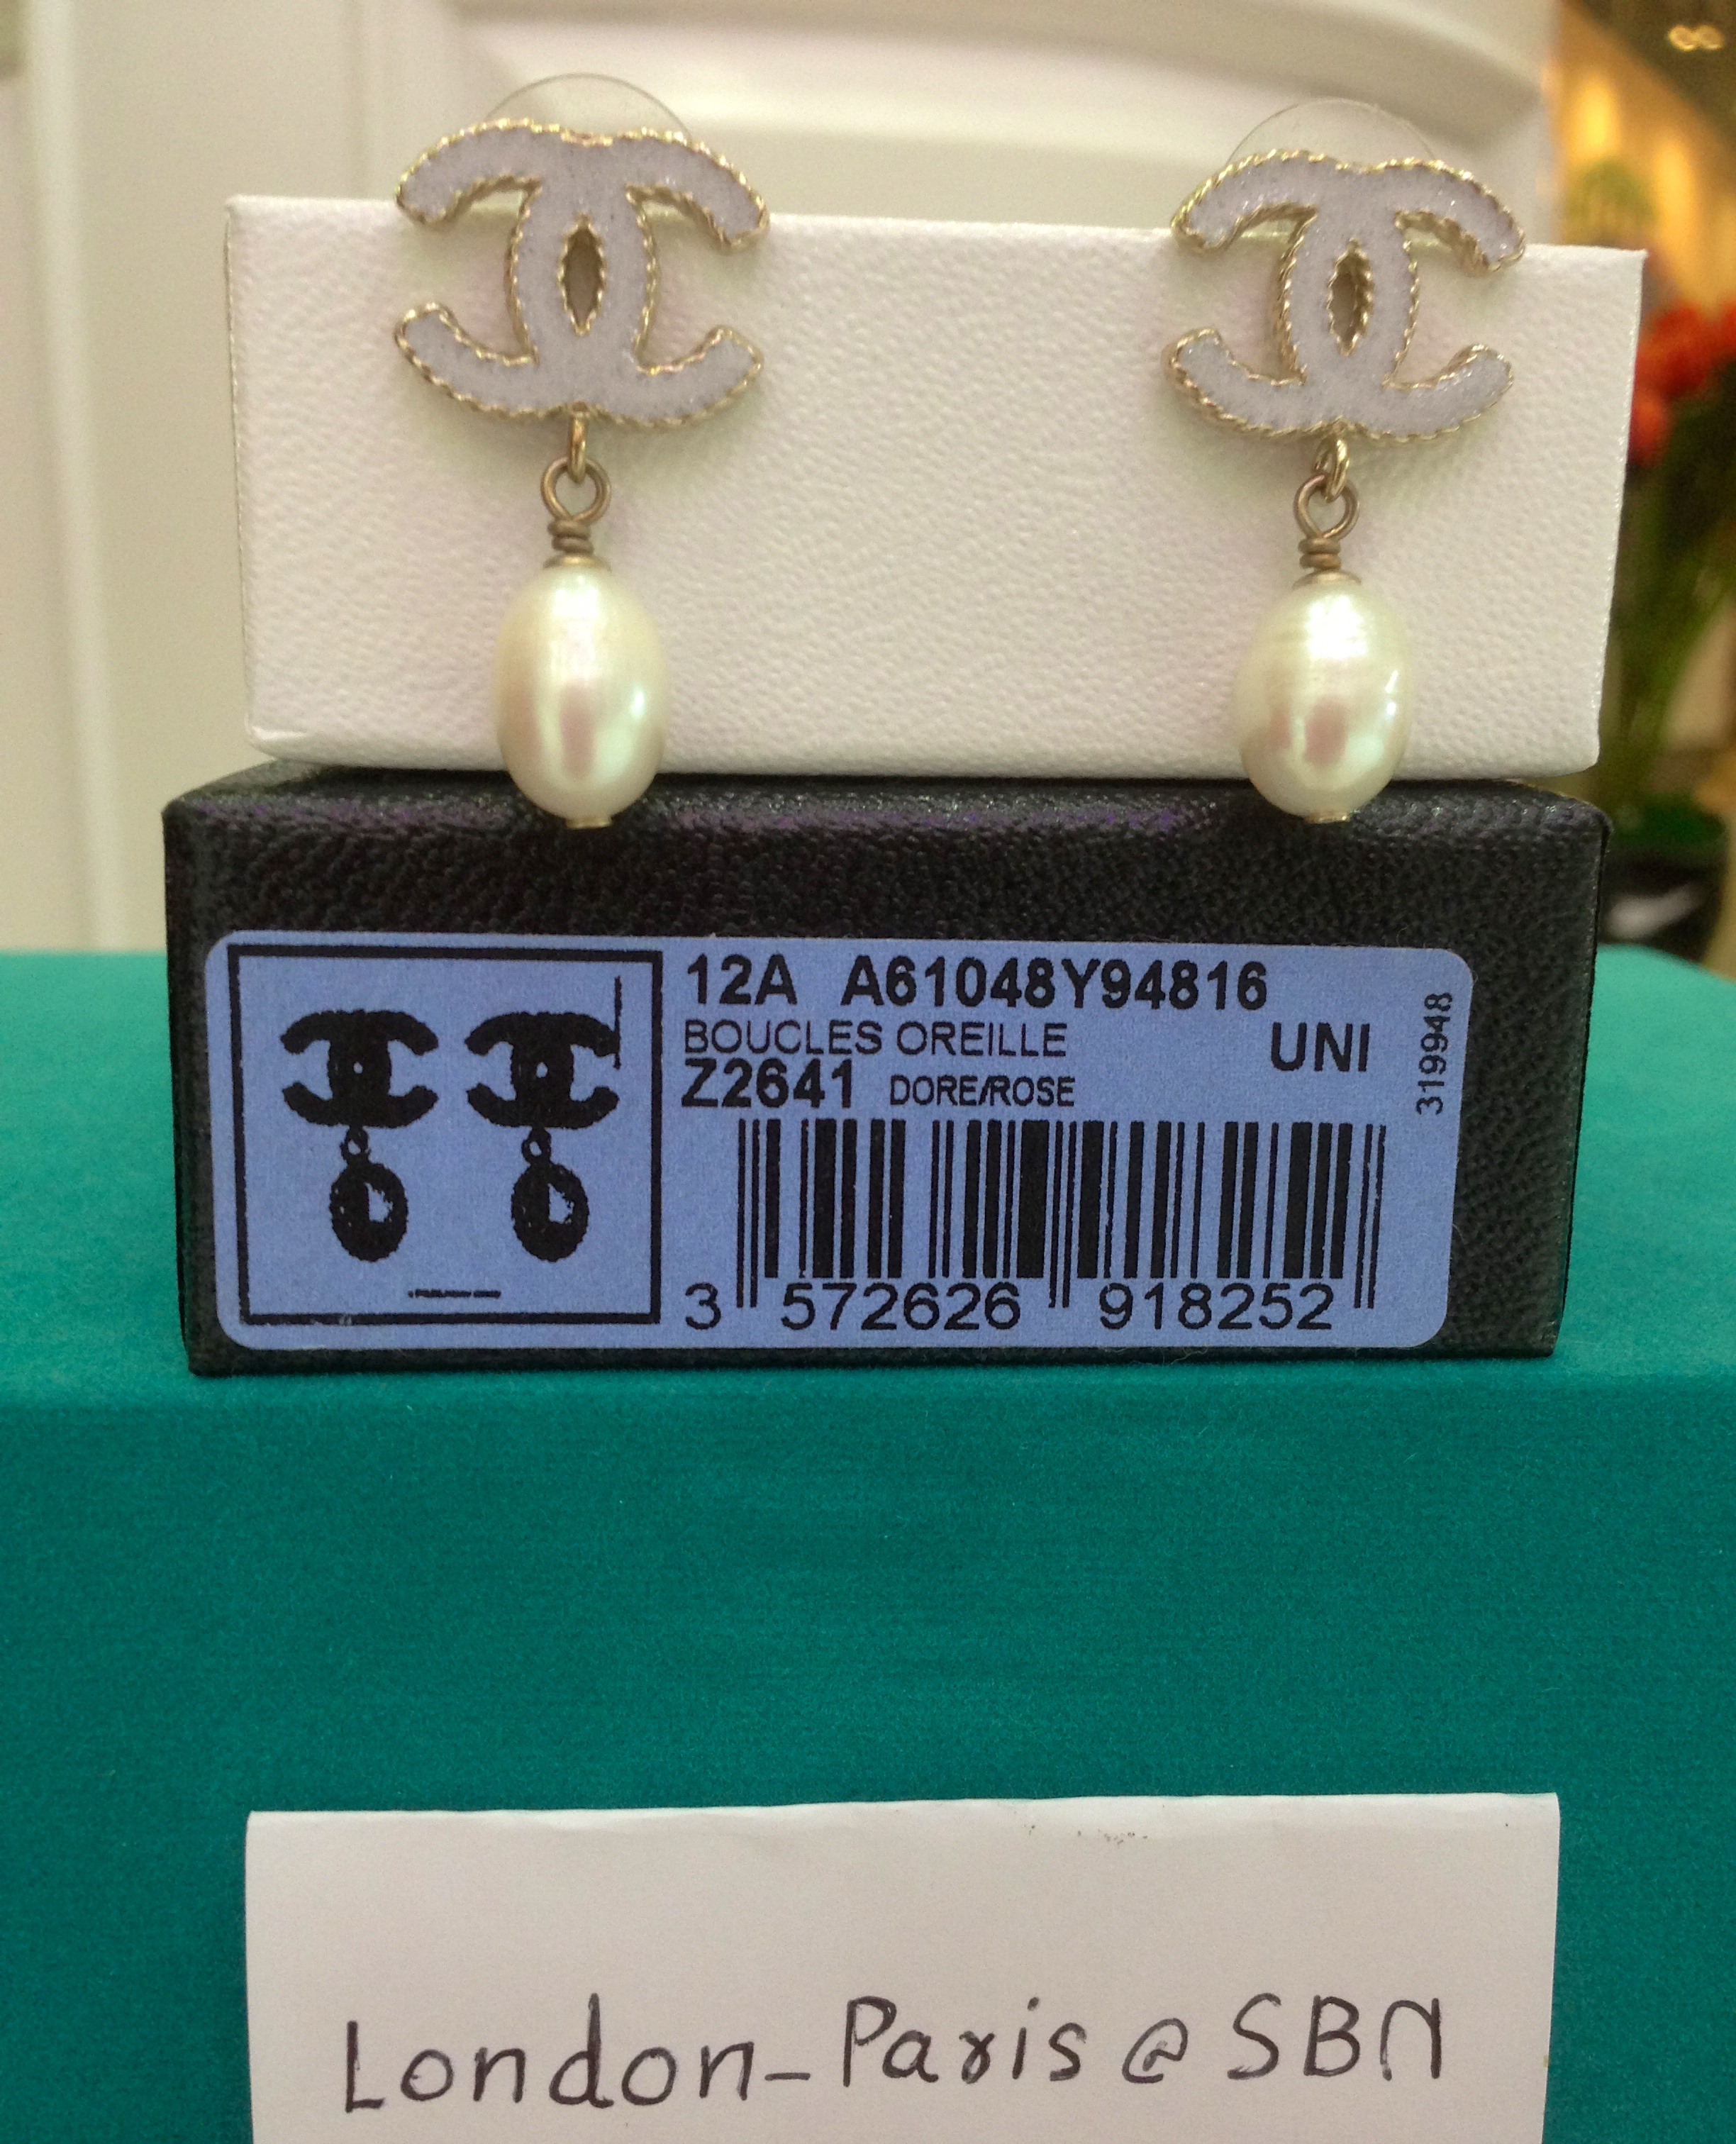 12A A61048Y94816
BOUCLES OREILLE
UNI
Z2641 DORE/ROSE
319948
3 572626 918252
London_Paris @ SBN